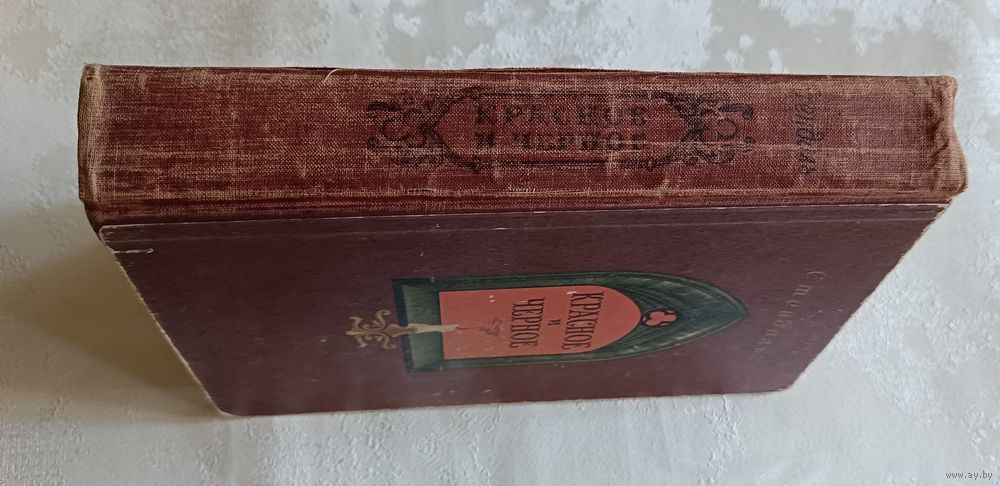 КРАСНОЕ
И ЧЕРНОЕ
Стендаль
Стендаль
КРАСНОЕ
И
ЧЕРНОЕ
www.ay.by